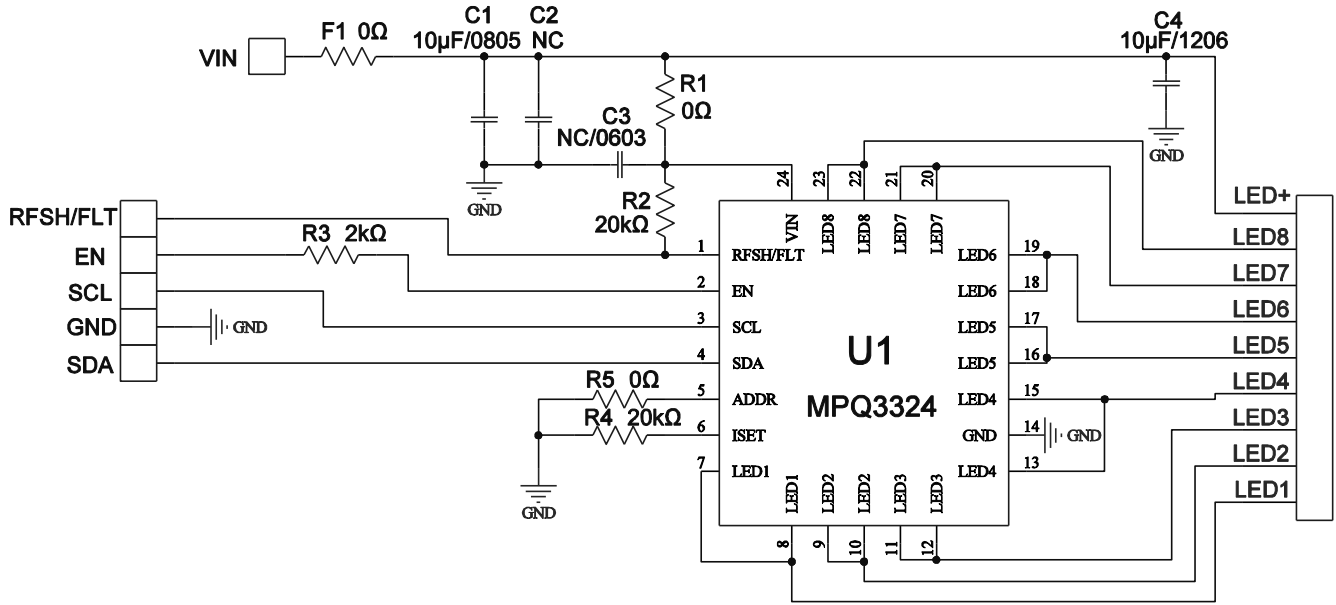 C1
C2
C4
F1 0Ω
10µF/0805
NC
10µF/1206
VIN
R1
0Ω
C3
NC/0603
GND
GND
24
23
22
21
20
R2
20kΩ
RFSH/FLT
EN
SCL
GND
SDA
R3 2kΩ
GND
R5 0Ω
R4 20kΩ
GND
VIN
LED8
LED8
LED7
LED7
1
RFSH/FLT
2
EN
3
SCL
4
SDA
5
ADDR
6
ISET
7
LED1
U1
MPQ3324
LED6
19
LED6
18
LED5
17
LED5
16
LED4
15
GND
14
GND
LED4
13
LED1
LED2
LED2
LED3
LED3
8
9
10
11
12
LED+
LED8
LED7
LED6
LED5
LED4
LED3
LED2
LED1